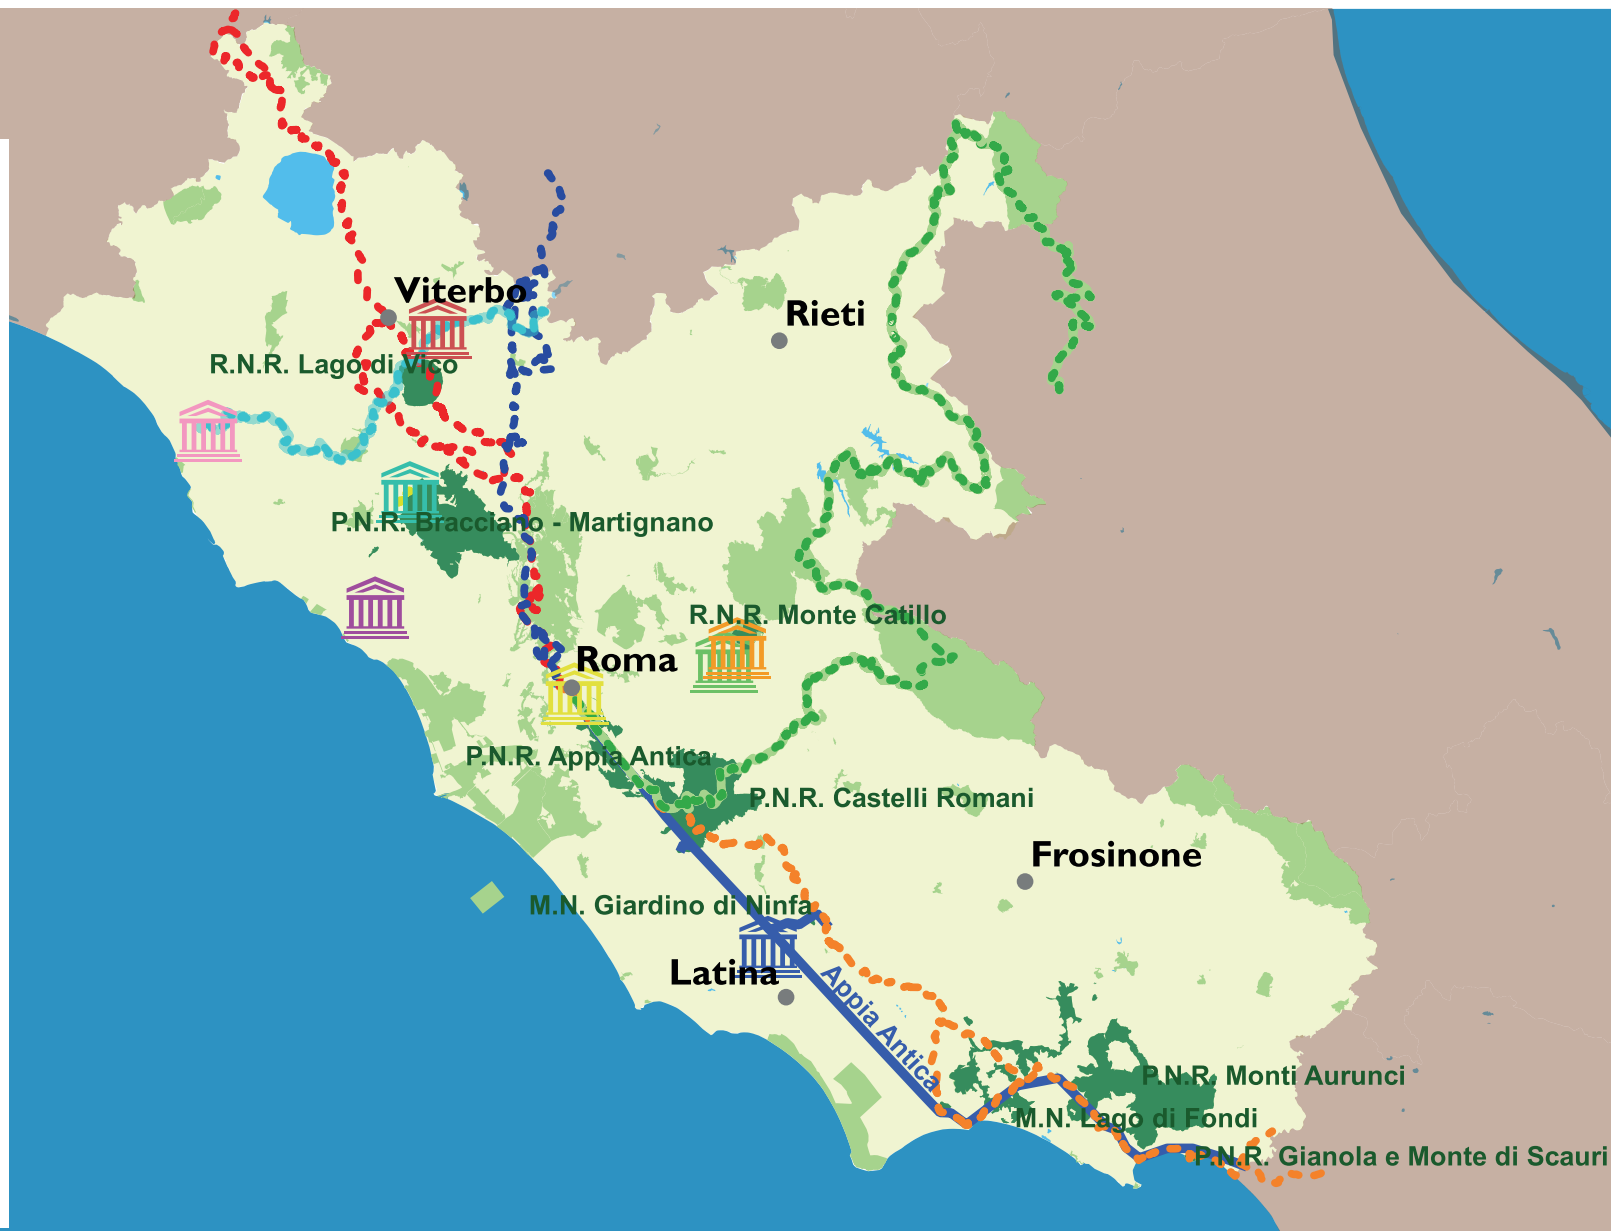 Viterbo
Rieti
R.N.R. Lago di Vico
P.N.R. Bracciano - Martignano
R.N.R. Monte Catillo
Roma
P.N.R. Appia Antica
P.N.R. Castelli Romani
Frosinone
M.N. Giardino di Ninfa
Latina
Appia Antica
P.N.R. Monti Aurunci
M.N. Lago di Fondi
P.N.R. Gianola e Monte di Scauri